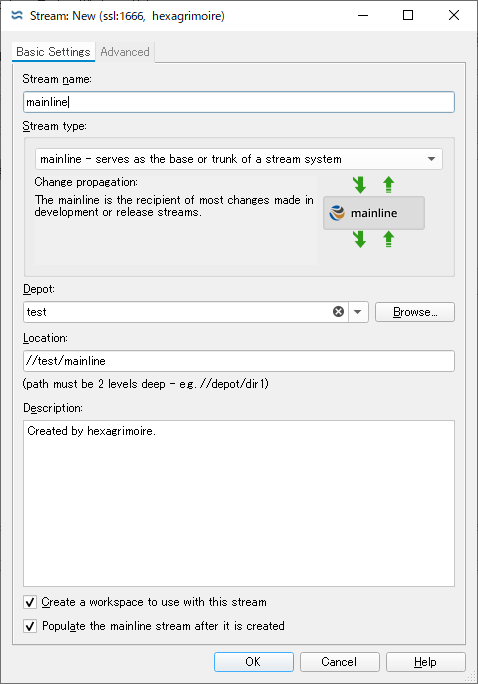 Stream: New (ssl:1666, hexagrimoire)
Basic Settings
Advanced
Stream name:
mainline
Stream type:
mainline - serves as the base or trunk of a stream system
Change propagation:
The mainline is the recipient of most changes made in
development or release streams.
mainline
Depot:
test
Browse...
Location:
//test/mainline
(path must be 2 levels deep - e.g. //depot/dir1)
Description:
Created by hexagrimoire.
Create a workspace to use with this stream
Populate the mainline stream after it is created
OK
Cancel
Help